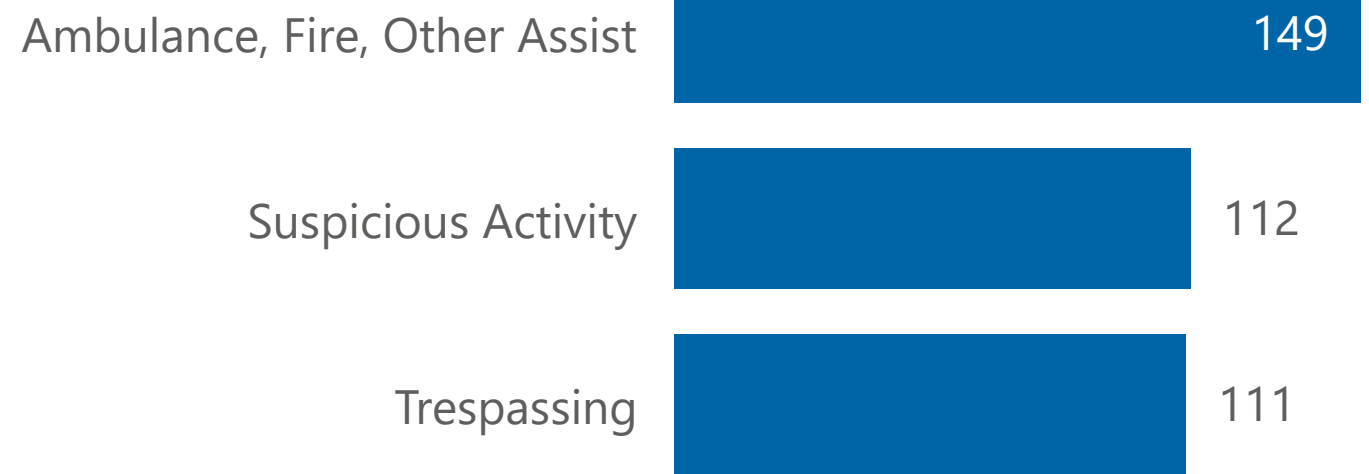 Ambulance, Fire, Other Assist 149
Suspicious Activity 112
Trespassing 111